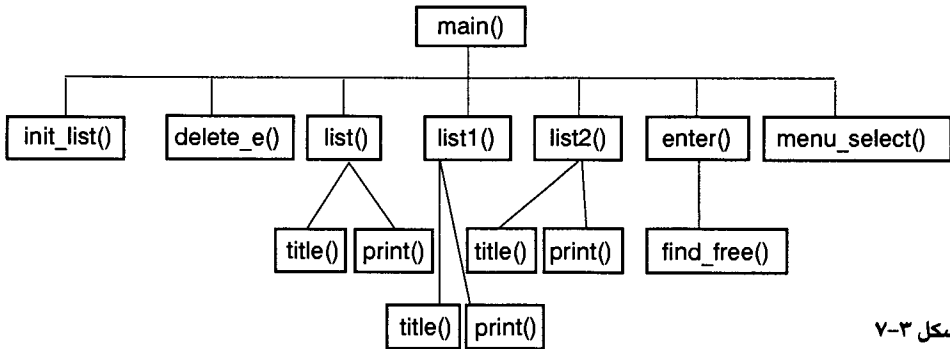 main()
init_list() delete_e() list() list1() list2() enter() menu_select()
title() print() title() print() find_free()
title() print()
شکل ۳-۷